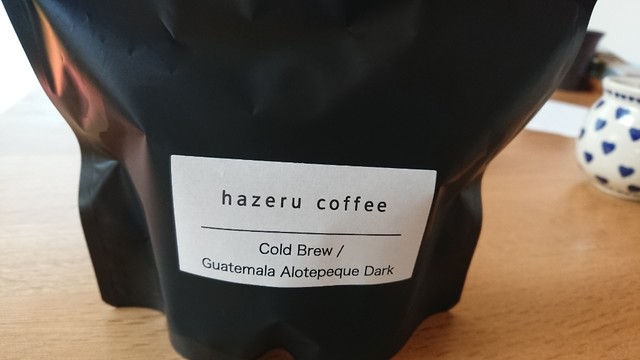 hazeru coffee
Cold Brew /
Guatemala Alotepeque Dark